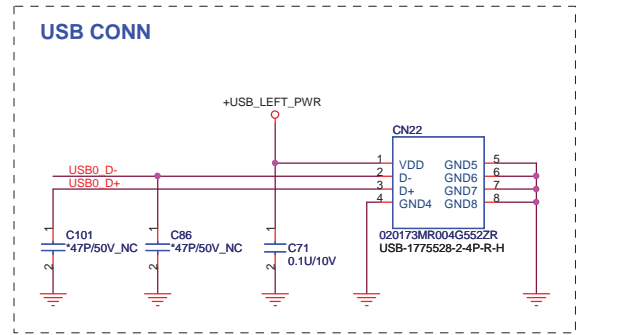 USB CONN
+USB_LEFT_PWR
CN22
1 VDD GND5 5
USB0_D- 2 D- GND6 6
USB0_D+ 3 D+ GND7 7
4 GND4 GND8 8
020173MR004G552ZR
USB-1775528-2-4P-R-H
1 1 1
C101 C86 C71
*47P/50V_NC *47P/50V_NC 0.1U/10V
2 2 2